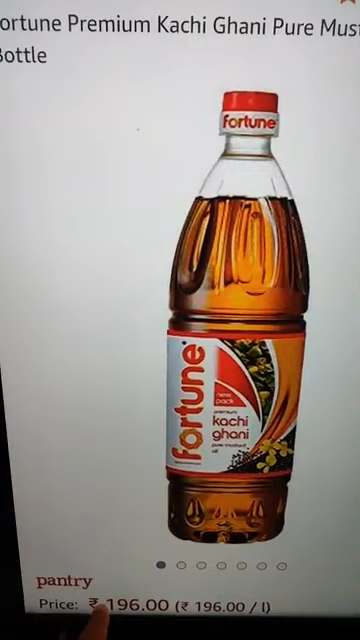 ortune Premium Kachi Ghani Pure Must
Bottle
fortune
fortune
new
pack
premium
kachi
ghani
pure mustard
oil
pantry
Price: ₹ 196.00 (₹ 196.00 / l)